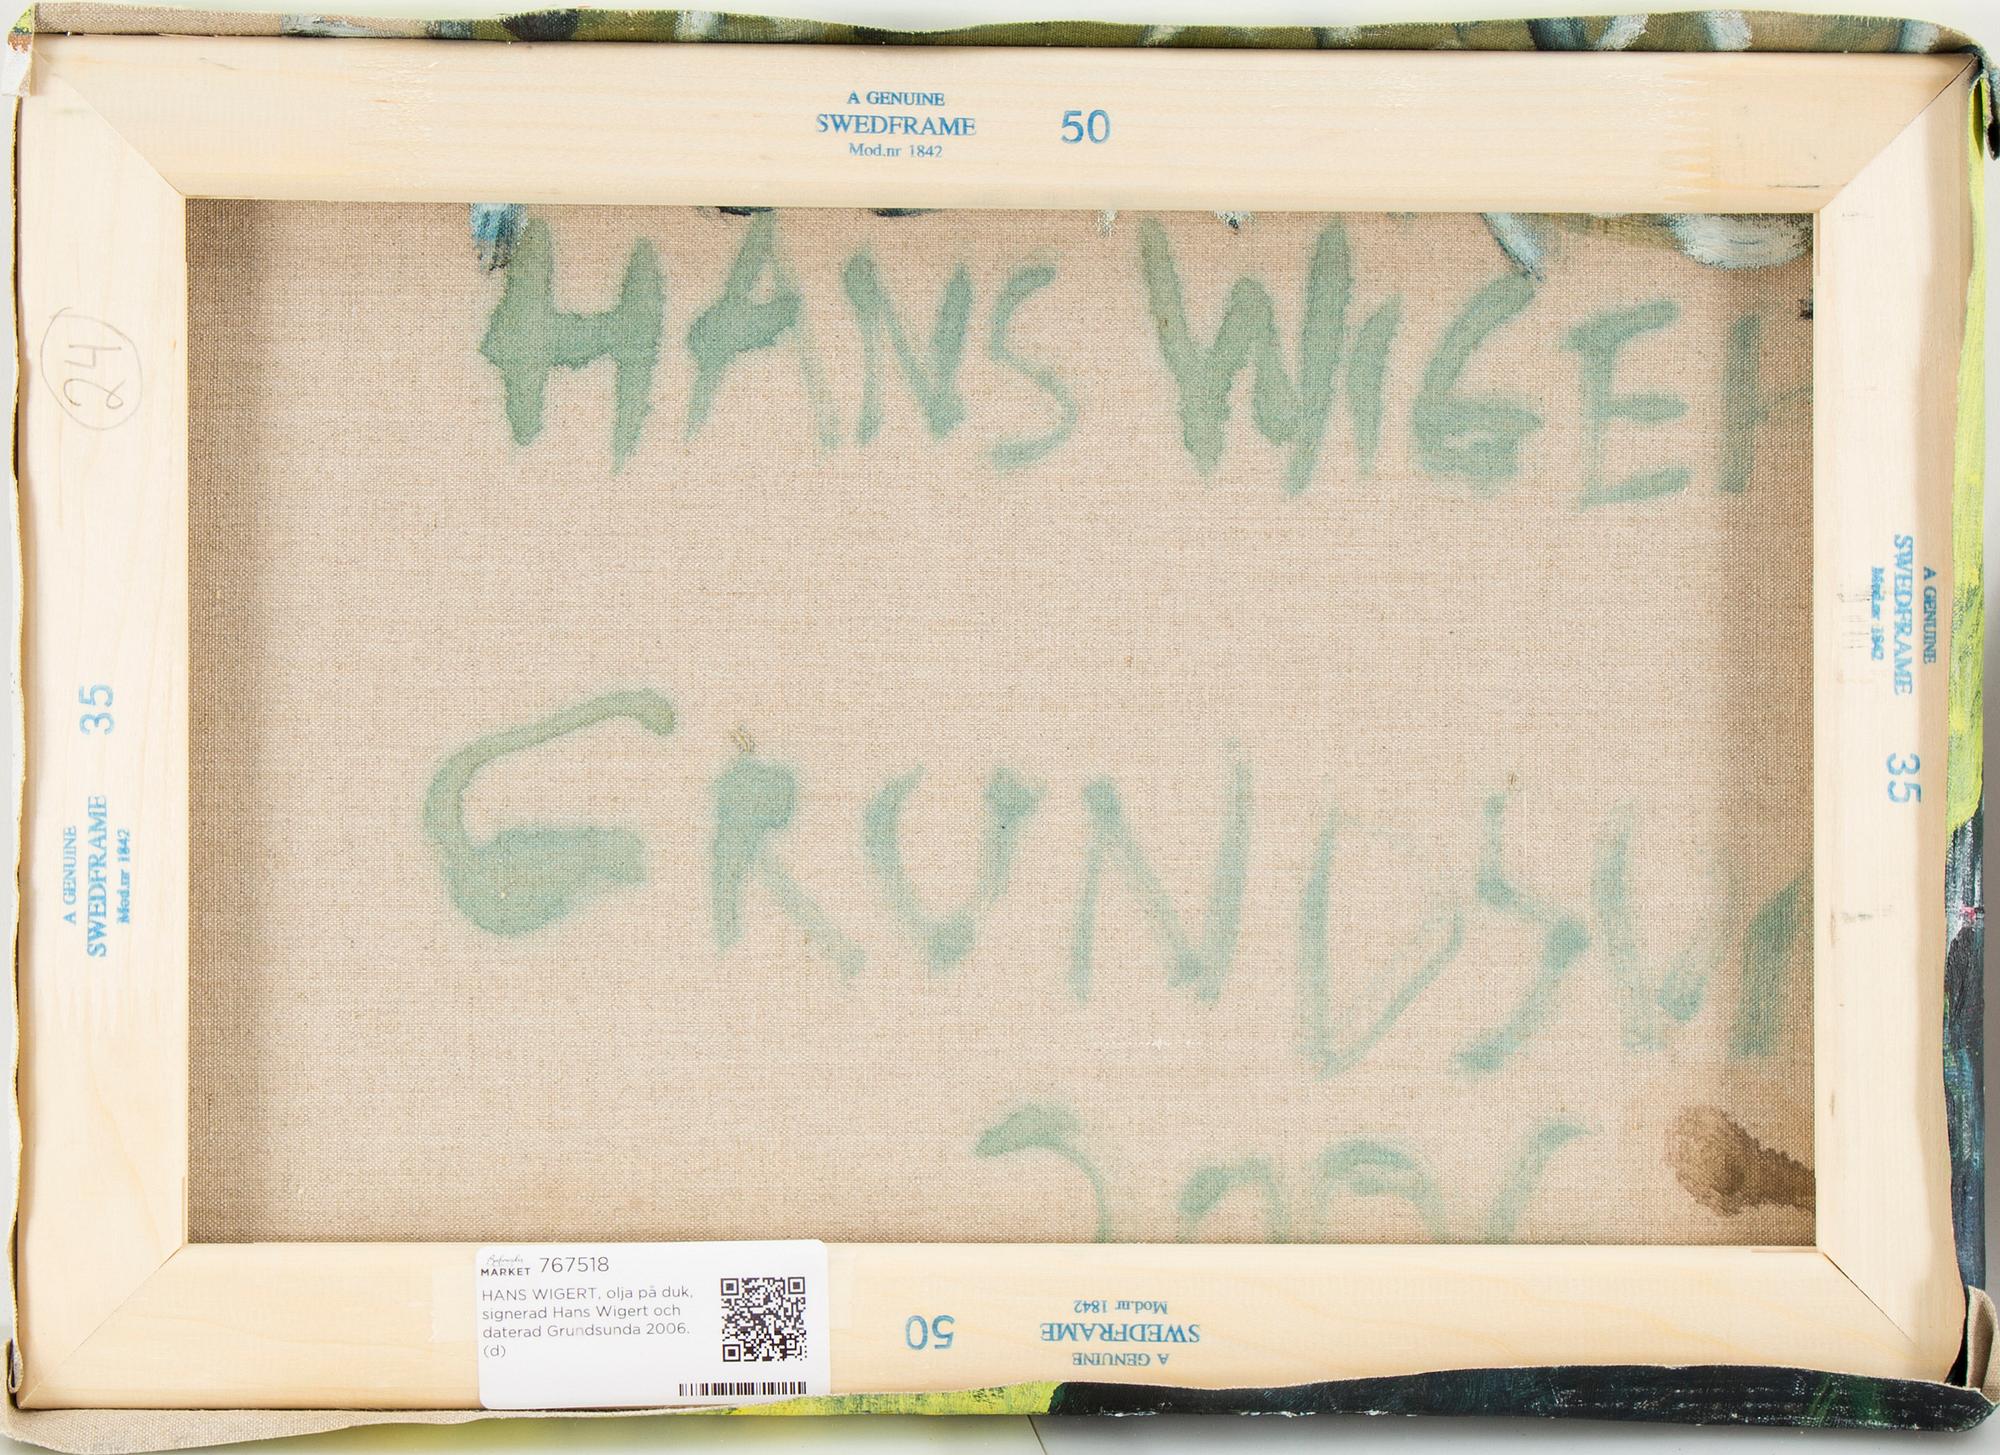 A GENUINE
SWEDFRAME
Mod.nr 1842
50
HANS WIGER
24
A GENUINE
SWEDFRAME
Mod.nr 1842
35
A GENUINE
SWEDFRAME
Mod.nr 1842
35
GRUNDSU
2006
MARKET 767518
HANS WIGERT, olja på duk,
signerad Hans Wigert och
daterad Grundsunda 2006.
(d)
50
A GENUINE
SWEDFRAME
Mod.nr 1842